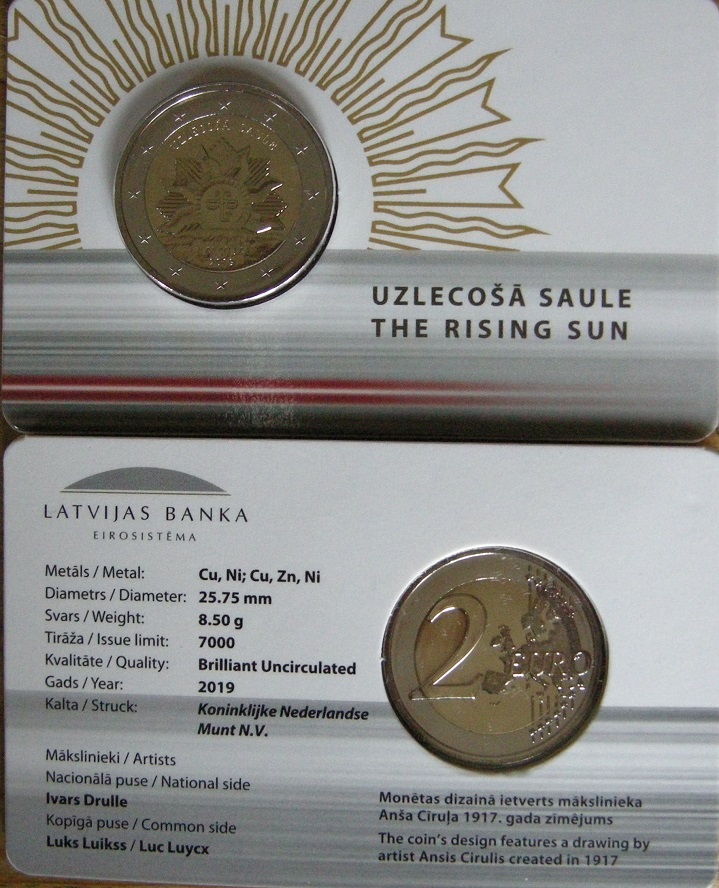 UZLECOŠĀ SAULE
2019
UZLECOŠĀ SAULE
THE RISING SUN
LATVIJAS BANKA
EIROSISTĒMA
Metāls / Metal: Cu, Ni; Cu, Zn, Ni
Diametrs / Diameter: 25.75 mm
Svars / Weight: 8.50 g
Tirāža / Issue limit: 7000
Kvalitāte / Quality: Brilliant Uncirculated
Gads / Year: 2019
Kalta / Struck: Koninklijke Nederlandse
Munt N.V.
Mākslinieki / Artists
Nacionālā puse / National side
Ivars Drulle
Kopīgā puse / Common side
Luks Luikss / Luc Luycx
2 EURO
Monētas dizainā ietverts mākslinieka
Anša Cīruļa 1917. gada zīmējums
The coin's design features a drawing by
artist Ansis Cirulis created in 1917